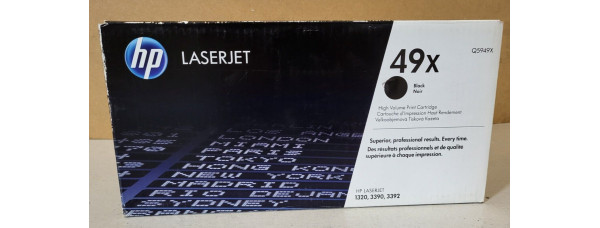 hp
LASERJET
49x
Q5949X
Black
Noir
High Volume Print Cartridge
Cartouche d'impression Haut Rendement
Superior, professional results. Every time.
Des résultats professionnels et de qualité
supérieure à chaque impression.
HP LASERJET
1320, 3390, 3392
LONDON
MIAMI
PARIS
TOKYO
HONG KONG
NEW YORK
MADRID
RIO DE JANE
SYDNEY